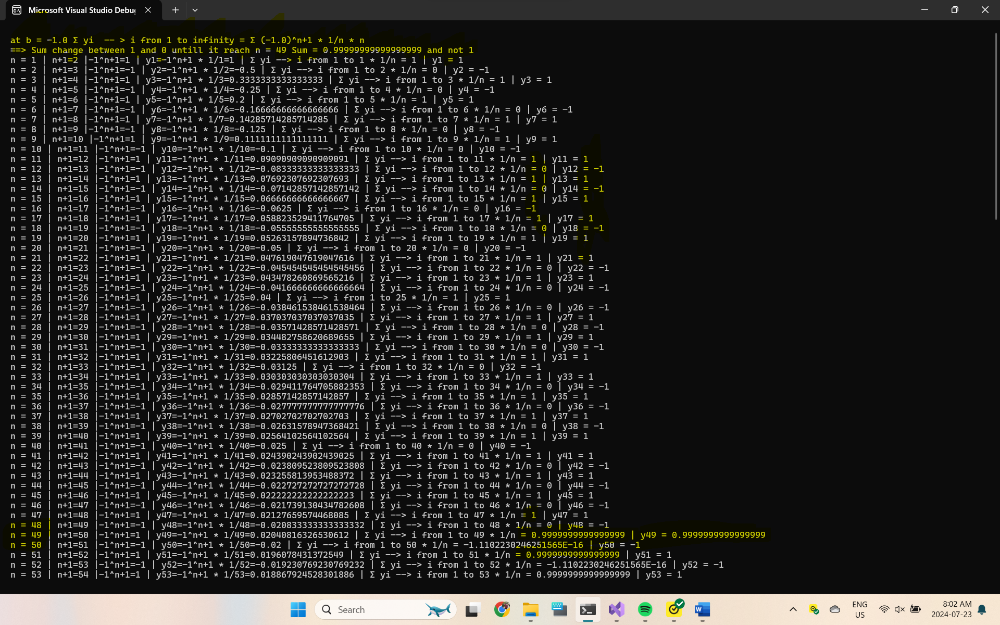 Microsoft Visual Studio Debu
at b = -1.0 Σ yi  -- > i from 1 to infinity = Σ (-1.0)^n+1 * 1/n * n
==> Sum change between 1 and 0 untill it reach n = 49 Sum = 0.99999999999999999 and not 1
n = 1 | n+1=2 |-1^n+1=1 | y1=-1^n+1 * 1/1=1 | Σ yi --> i from 1 to 1 * 1/n = 1 | y1 = 1
n = 2 | n+1=3 |-1^n+1=-1 | y2=-1^n+1 * 1/2=-0.5 | Σ yi --> i from 1 to 2 * 1/n = 0 | y2 = -1
n = 3 | n+1=4 |-1^n+1=1 | y3=-1^n+1 * 1/3=0.3333333333333333 | Σ yi --> i from 1 to 3 * 1/n = 1 | y3 = 1
n = 4 | n+1=5 |-1^n+1=-1 | y4=-1^n+1 * 1/4=-0.25 | Σ yi --> i from 1 to 4 * 1/n = 0 | y4 = -1
n = 5 | n+1=6 |-1^n+1=1 | y5=-1^n+1 * 1/5=0.2 | Σ yi --> i from 1 to 5 * 1/n = 1 | y5 = 1
n = 6 | n+1=7 |-1^n+1=-1 | y6=-1^n+1 * 1/6=-0.16666666666666666 | Σ yi --> i from 1 to 6 * 1/n = 0 | y6 = -1
n = 7 | n+1=8 |-1^n+1=1 | y7=-1^n+1 * 1/7=0.14285714285714285 | Σ yi --> i from 1 to 7 * 1/n = 1 | y7 = 1
n = 8 | n+1=9 |-1^n+1=-1 | y8=-1^n+1 * 1/8=-0.125 | Σ yi --> i from 1 to 8 * 1/n = 0 | y8 = -1
n = 9 | n+1=10 |-1^n+1=1 | y9=-1^n+1 * 1/9=0.1111111111111111 | Σ yi --> i from 1 to 9 * 1/n = 1 | y9 = 1
n = 10 | n+1=11 |-1^n+1=-1 | y10=-1^n+1 * 1/10=-0.1 | Σ yi --> i from 1 to 10 * 1/n = 0 | y10 = -1
n = 11 | n+1=12 |-1^n+1=1 | y11=-1^n+1 * 1/11=0.09090909090909091 | Σ yi --> i from 1 to 11 * 1/n = 1 | y11 = 1
n = 12 | n+1=13 |-1^n+1=-1 | y12=-1^n+1 * 1/12=-0.08333333333333333 | Σ yi --> i from 1 to 12 * 1/n = 0 | y12 = -1
n = 13 | n+1=14 |-1^n+1=1 | y13=-1^n+1 * 1/13=0.07692307692307693 | Σ yi --> i from 1 to 13 * 1/n = 1 | y13 = 1
n = 14 | n+1=15 |-1^n+1=-1 | y14=-1^n+1 * 1/14=-0.07142857142857142 | Σ yi --> i from 1 to 14 * 1/n = 0 | y14 = -1
n = 15 | n+1=16 |-1^n+1=1 | y15=-1^n+1 * 1/15=0.06666666666666667 | Σ yi --> i from 1 to 15 * 1/n = 1 | y15 = 1
n = 16 | n+1=17 |-1^n+1=-1 | y16=-1^n+1 * 1/16=-0.0625 | Σ yi --> i from 1 to 16 * 1/n = 0 | y16 = -1
n = 17 | n+1=18 |-1^n+1=1 | y17=-1^n+1 * 1/17=0.058823529411764705 | Σ yi --> i from 1 to 17 * 1/n = 1 | y17 = 1
n = 18 | n+1=19 |-1^n+1=-1 | y18=-1^n+1 * 1/18=-0.05555555555555555 | Σ yi --> i from 1 to 18 * 1/n = 0 | y18 = -1
n = 19 | n+1=20 |-1^n+1=1 | y19=-1^n+1 * 1/19=0.05263157894736842 | Σ yi --> i from 1 to 19 * 1/n = 1 | y19 = 1
n = 20 | n+1=21 |-1^n+1=-1 | y20=-1^n+1 * 1/20=-0.05 | Σ yi --> i from 1 to 20 * 1/n = 0 | y20 = -1
n = 21 | n+1=22 |-1^n+1=1 | y21=-1^n+1 * 1/21=0.047619047619047616 | Σ yi --> i from 1 to 21 * 1/n = 1 | y21 = 1
n = 22 | n+1=23 |-1^n+1=-1 | y22=-1^n+1 * 1/22=-0.045454545454545456 | Σ yi --> i from 1 to 22 * 1/n = 0 | y22 = -1
n = 23 | n+1=24 |-1^n+1=1 | y23=-1^n+1 * 1/23=0.043478260869565216 | Σ yi --> i from 1 to 23 * 1/n = 1 | y23 = 1
n = 24 | n+1=25 |-1^n+1=-1 | y24=-1^n+1 * 1/24=-0.041666666666666664 | Σ yi --> i from 1 to 24 * 1/n = 0 | y24 = -1
n = 25 | n+1=26 |-1^n+1=1 | y25=-1^n+1 * 1/25=0.04 | Σ yi --> i from 1 to 25 * 1/n = 1 | y25 = 1
n = 26 | n+1=27 |-1^n+1=-1 | y26=-1^n+1 * 1/26=-0.038461538461538464 | Σ yi --> i from 1 to 26 * 1/n = 0 | y26 = -1
n = 27 | n+1=28 |-1^n+1=1 | y27=-1^n+1 * 1/27=0.037037037037037035 | Σ yi --> i from 1 to 27 * 1/n = 1 | y27 = 1
n = 28 | n+1=29 |-1^n+1=-1 | y28=-1^n+1 * 1/28=-0.03571428571428571 | Σ yi --> i from 1 to 28 * 1/n = 0 | y28 = -1
n = 29 | n+1=30 |-1^n+1=1 | y29=-1^n+1 * 1/29=0.034482758620689655 | Σ yi --> i from 1 to 29 * 1/n = 1 | y29 = 1
n = 30 | n+1=31 |-1^n+1=-1 | y30=-1^n+1 * 1/30=-0.03333333333333333 | Σ yi --> i from 1 to 30 * 1/n = 0 | y30 = -1
n = 31 | n+1=32 |-1^n+1=1 | y31=-1^n+1 * 1/31=0.03225806451612903 | Σ yi --> i from 1 to 31 * 1/n = 1 | y31 = 1
n = 32 | n+1=33 |-1^n+1=-1 | y32=-1^n+1 * 1/32=-0.03125 | Σ yi --> i from 1 to 32 * 1/n = 0 | y32 = -1
n = 33 | n+1=34 |-1^n+1=1 | y33=-1^n+1 * 1/33=0.030303030303030304 | Σ yi --> i from 1 to 33 * 1/n = 1 | y33 = 1
n = 34 | n+1=35 |-1^n+1=-1 | y34=-1^n+1 * 1/34=-0.029411764705882353 | Σ yi --> i from 1 to 34 * 1/n = 0 | y34 = -1
n = 35 | n+1=36 |-1^n+1=1 | y35=-1^n+1 * 1/35=0.02857142857142857 | Σ yi --> i from 1 to 35 * 1/n = 1 | y35 = 1
n = 36 | n+1=37 |-1^n+1=-1 | y36=-1^n+1 * 1/36=-0.027777777777777776 | Σ yi --> i from 1 to 36 * 1/n = 0 | y36 = -1
n = 37 | n+1=38 |-1^n+1=1 | y37=-1^n+1 * 1/37=0.02702702702702703 | Σ yi --> i from 1 to 37 * 1/n = 1 | y37 = 1
n = 38 | n+1=39 |-1^n+1=-1 | y38=-1^n+1 * 1/38=-0.02631578947368421 | Σ yi --> i from 1 to 38 * 1/n = 0 | y38 = -1
n = 39 | n+1=40 |-1^n+1=1 | y39=-1^n+1 * 1/39=0.02564102564102564 | Σ yi --> i from 1 to 39 * 1/n = 1 | y39 = 1
n = 40 | n+1=41 |-1^n+1=-1 | y40=-1^n+1 * 1/40=-0.025 | Σ yi --> i from 1 to 40 * 1/n = 0 | y40 = -1
n = 41 | n+1=42 |-1^n+1=1 | y41=-1^n+1 * 1/41=0.024390243902439025 | Σ yi --> i from 1 to 41 * 1/n = 1 | y41 = 1
n = 42 | n+1=43 |-1^n+1=-1 | y42=-1^n+1 * 1/42=-0.023809523809523808 | Σ yi --> i from 1 to 42 * 1/n = 0 | y42 = -1
n = 43 | n+1=44 |-1^n+1=1 | y43=-1^n+1 * 1/43=0.023255813953488372 | Σ yi --> i from 1 to 43 * 1/n = 1 | y43 = 1
n = 44 | n+1=45 |-1^n+1=-1 | y44=-1^n+1 * 1/44=-0.022727272727272728 | Σ yi --> i from 1 to 44 * 1/n = 0 | y44 = -1
n = 45 | n+1=46 |-1^n+1=1 | y45=-1^n+1 * 1/45=0.022222222222222223 | Σ yi --> i from 1 to 45 * 1/n = 1 | y45 = 1
n = 46 | n+1=47 |-1^n+1=-1 | y46=-1^n+1 * 1/46=-0.021739130434782608 | Σ yi --> i from 1 to 46 * 1/n = 0 | y46 = -1
n = 47 | n+1=48 |-1^n+1=1 | y47=-1^n+1 * 1/47=0.02127659574468085 | Σ yi --> i from 1 to 47 * 1/n = 1 | y47 = 1
n = 48 | n+1=49 |-1^n+1=-1 | y48=-1^n+1 * 1/48=-0.020833333333333332 | Σ yi --> i from 1 to 48 * 1/n = 0 | y48 = -1
n = 49 | n+1=50 |-1^n+1=1 | y49=-1^n+1 * 1/49=0.02040816326530612 | Σ yi --> i from 1 to 49 * 1/n = 0.9999999999999999 | y49 = 0.9999999999999999
n = 50 | n+1=51 |-1^n+1=-1 | y50=-1^n+1 * 1/50=-0.02 | Σ yi --> i from 1 to 50 * 1/n = -1.1102230246251565E-16 | y50 = -1
n = 51 | n+1=52 |-1^n+1=1 | y51=-1^n+1 * 1/51=0.0196078431372549 | Σ yi --> i from 1 to 51 * 1/n = 0.9999999999999999 | y51 = 1
n = 52 | n+1=53 |-1^n+1=-1 | y52=-1^n+1 * 1/52=-0.019230769230769232 | Σ yi --> i from 1 to 52 * 1/n = -1.1102230246251565E-16 | y52 = -1
n = 53 | n+1=54 |-1^n+1=1 | y53=-1^n+1 * 1/53=0.018867924528301886 | Σ yi --> i from 1 to 53 * 1/n = 0.9999999999999999 | y53 = 1
Search
ENG
US
8:02 AM
2024-07-23